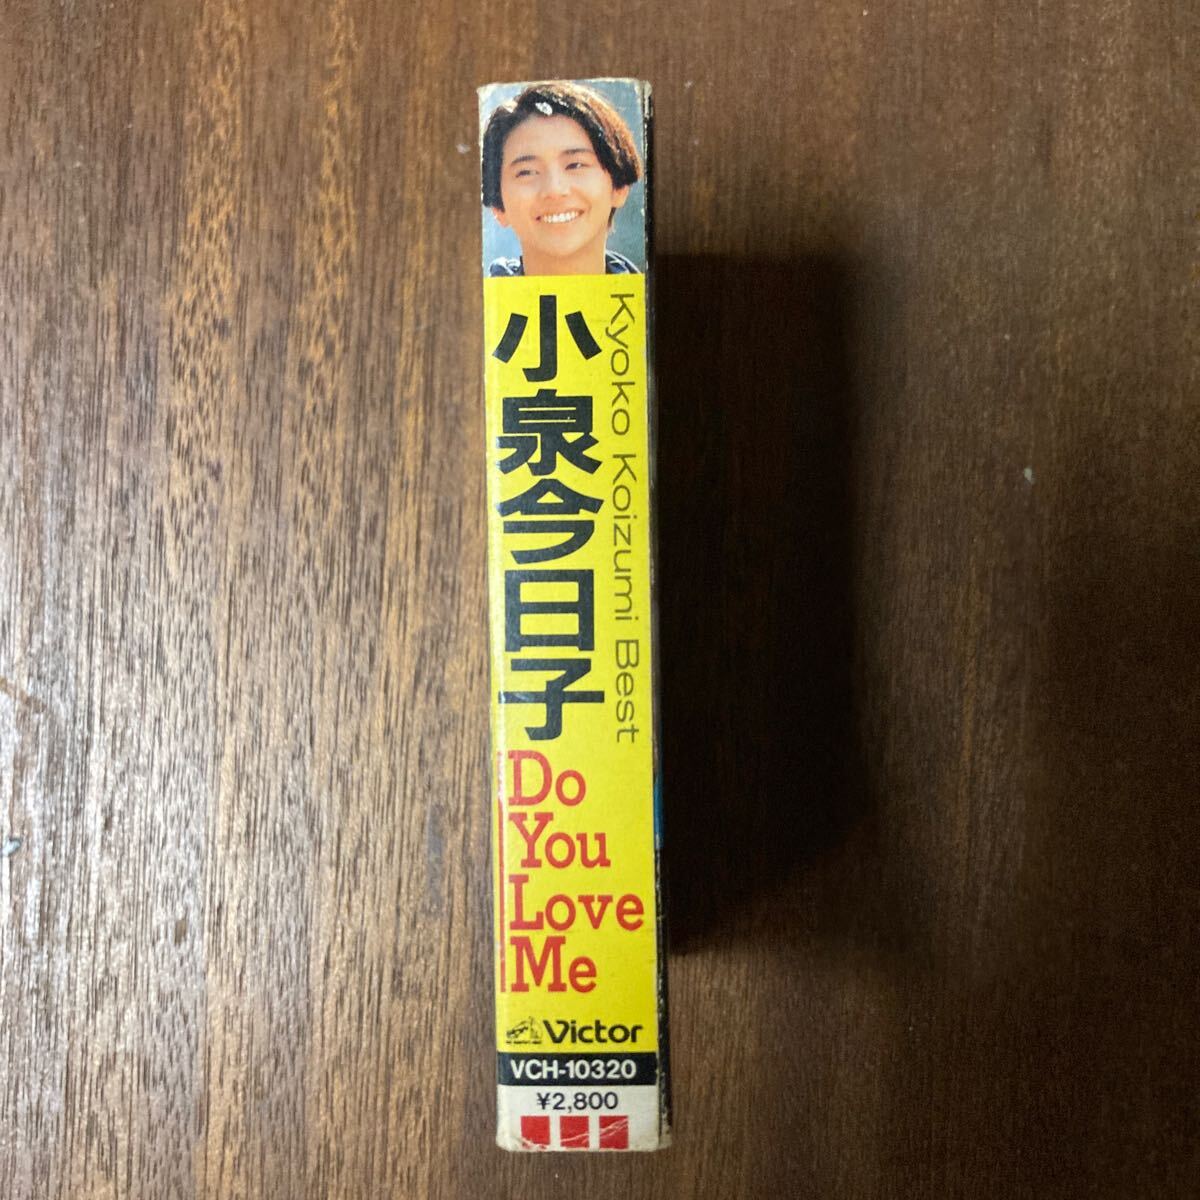 小泉今日子
Kyoko Koizumi Best
Do
You
Love
Me
Victor
VCH-10320
¥2,800